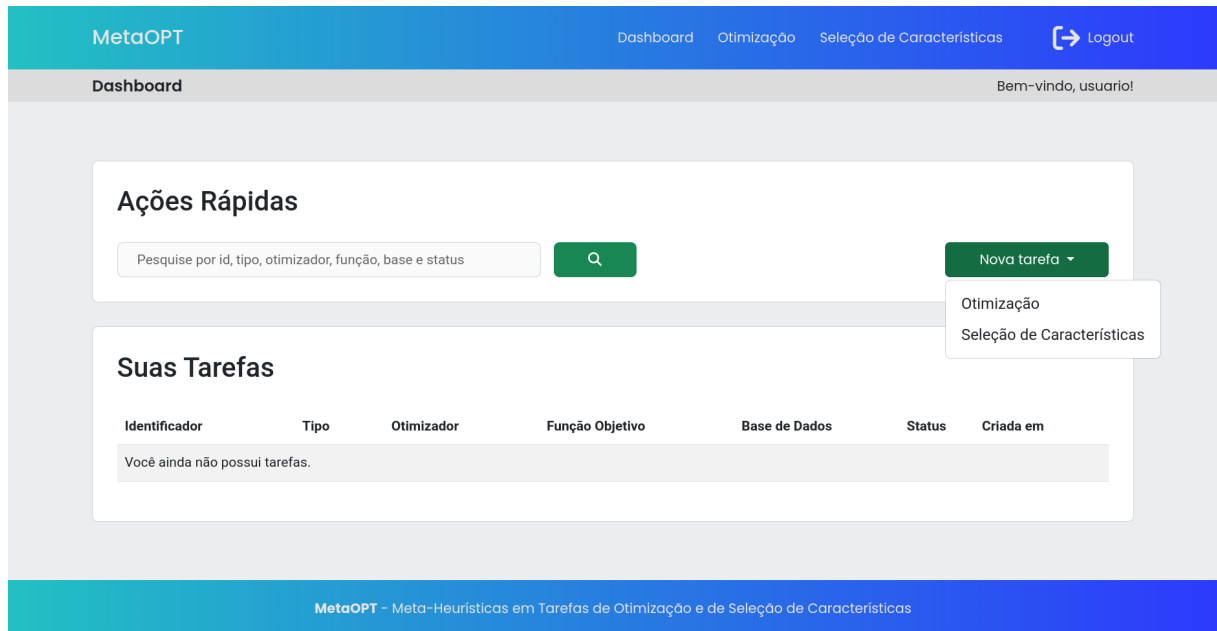 MetaOPT Dashboard Otimização Seleção de Características Logout
Dashboard Bem-vindo, usuario!
Ações Rápidas
Pesquise por id, tipo, otimizador, função, base e status Nova tarefa
Otimização
Seleção de Características
Suas Tarefas
Identificador Tipo Otimizador Função Objetivo Base de Dados Status Criada em
Você ainda não possui tarefas.
MetaOPT - Meta-Heurísticas em Tarefas de Otimização e de Seleção de Características